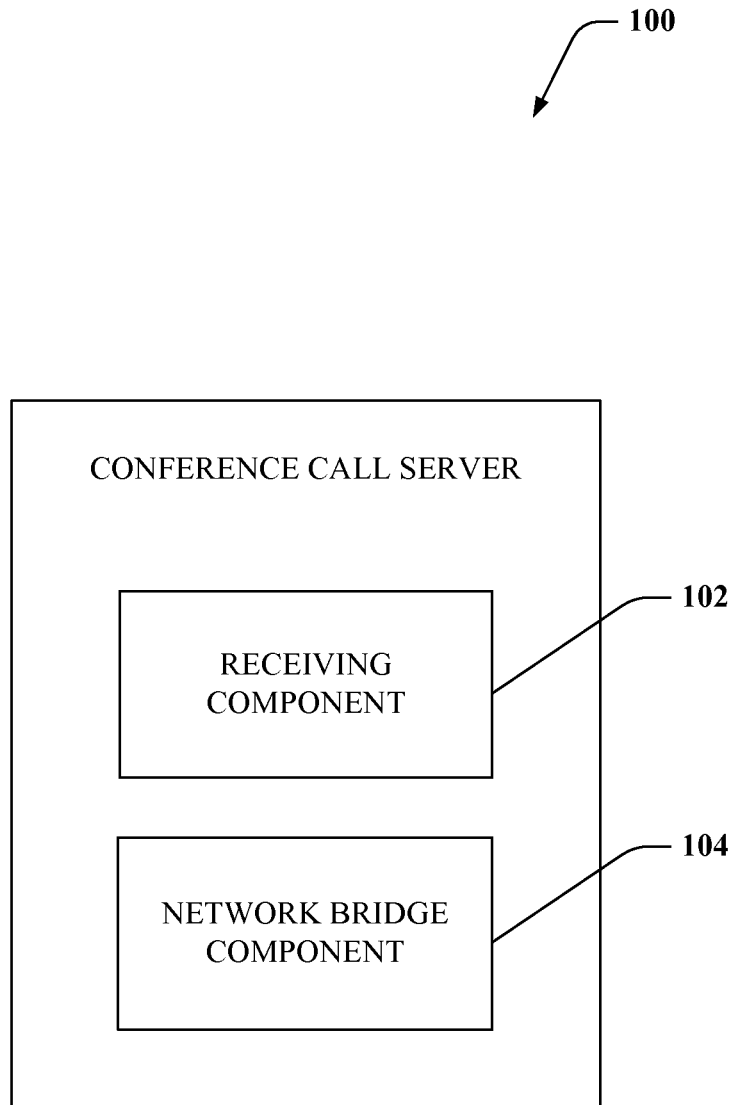 100
CONFERENCE CALL SERVER
102
RECEIVING
COMPONENT
104
NETWORK BRIDGE
COMPONENT